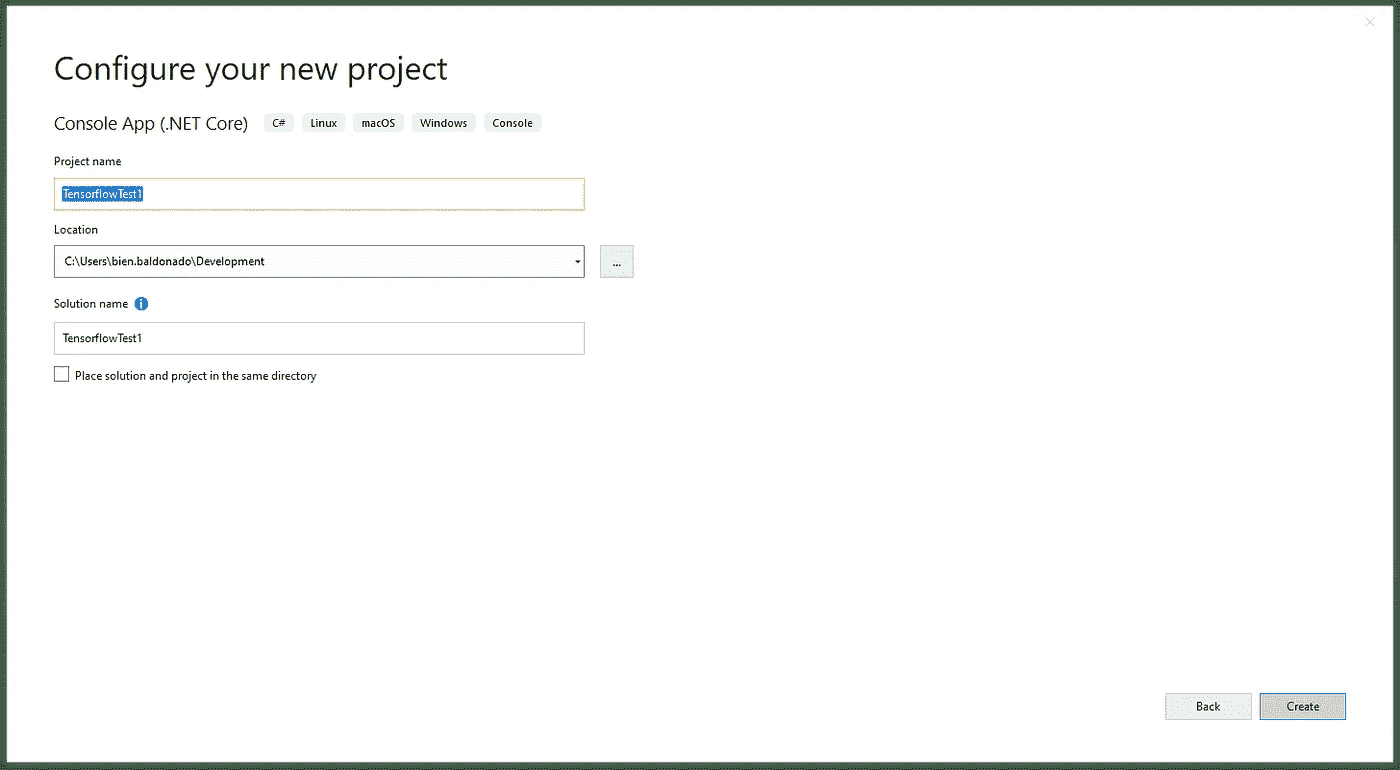 Configure your new project
Console App (.NET Core) C# Linux macOS Windows Console
Project name
TensorflowTest1
Location
C:\Users\bien.baldonado\Development
...
Solution name
TensorflowTest1
Place solution and project in the same directory
Back Create